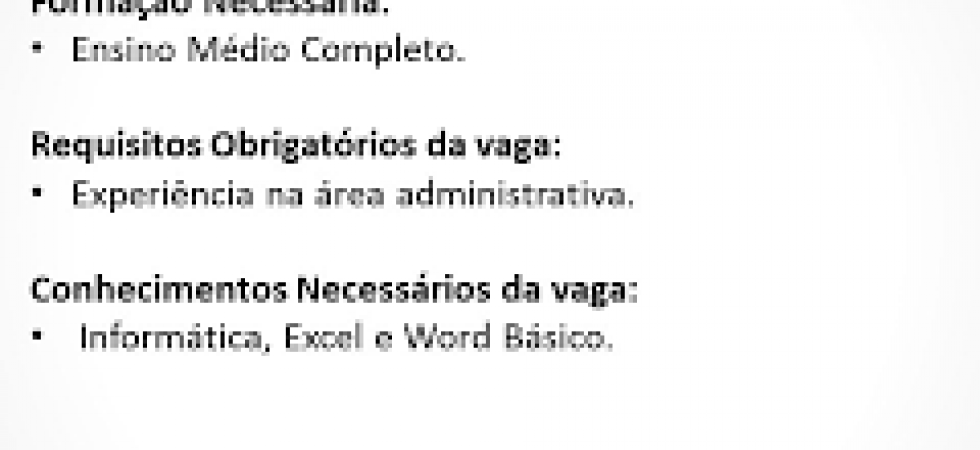 Formação Necessária:
• Ensino Médio Completo.
Requisitos Obrigatórios da vaga:
• Experiência na área administrativa.
Conhecimentos Necessários da vaga:
• Informática, Excel e Word Básico.